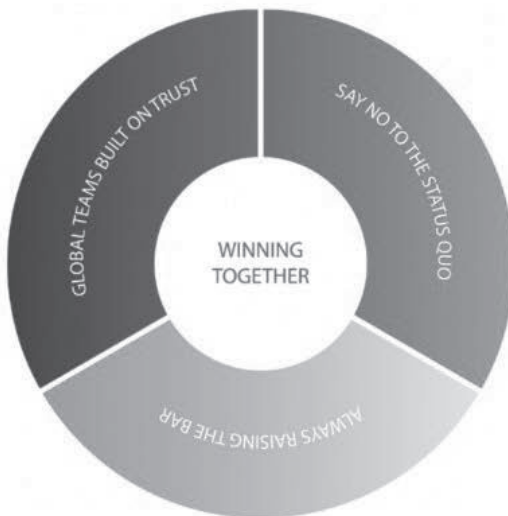 GLOBAL TEAMS BUILT ON TRUST
SAY NO TO THE STATUS QUO
WINNING
TOGETHER
ALWAYS RAISING THE BAR